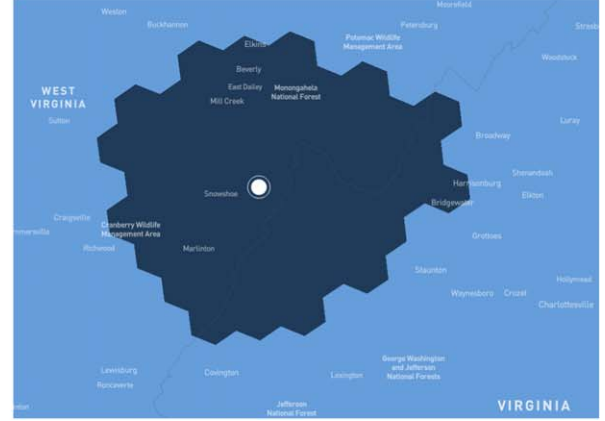 Moorefield
Weston
Buckhannon
Petersburg
Potomac Wildlife
Management Area
Elkins
Woodstock
Beverly
East Dailey
Monongahela
National Forest
Mill Creek
WEST
VIRGINIA
Sutton
Luray
Broadway
Shenandoah
Harrisonburg
Snowshoe
Elkton
Bridgewater
Craigsville
Cranberry Wildlife
Management Area
mmersville
Grottoes
Richwood
Marlinton
Staunton
Hollymead
Waynesboro
Crozet
Charlottesville
George Washington
and Jefferson
National Forests
Lewisburg
Covington
Lexington
Ronceverte
Jefferson
National Forest
VIRGINIA